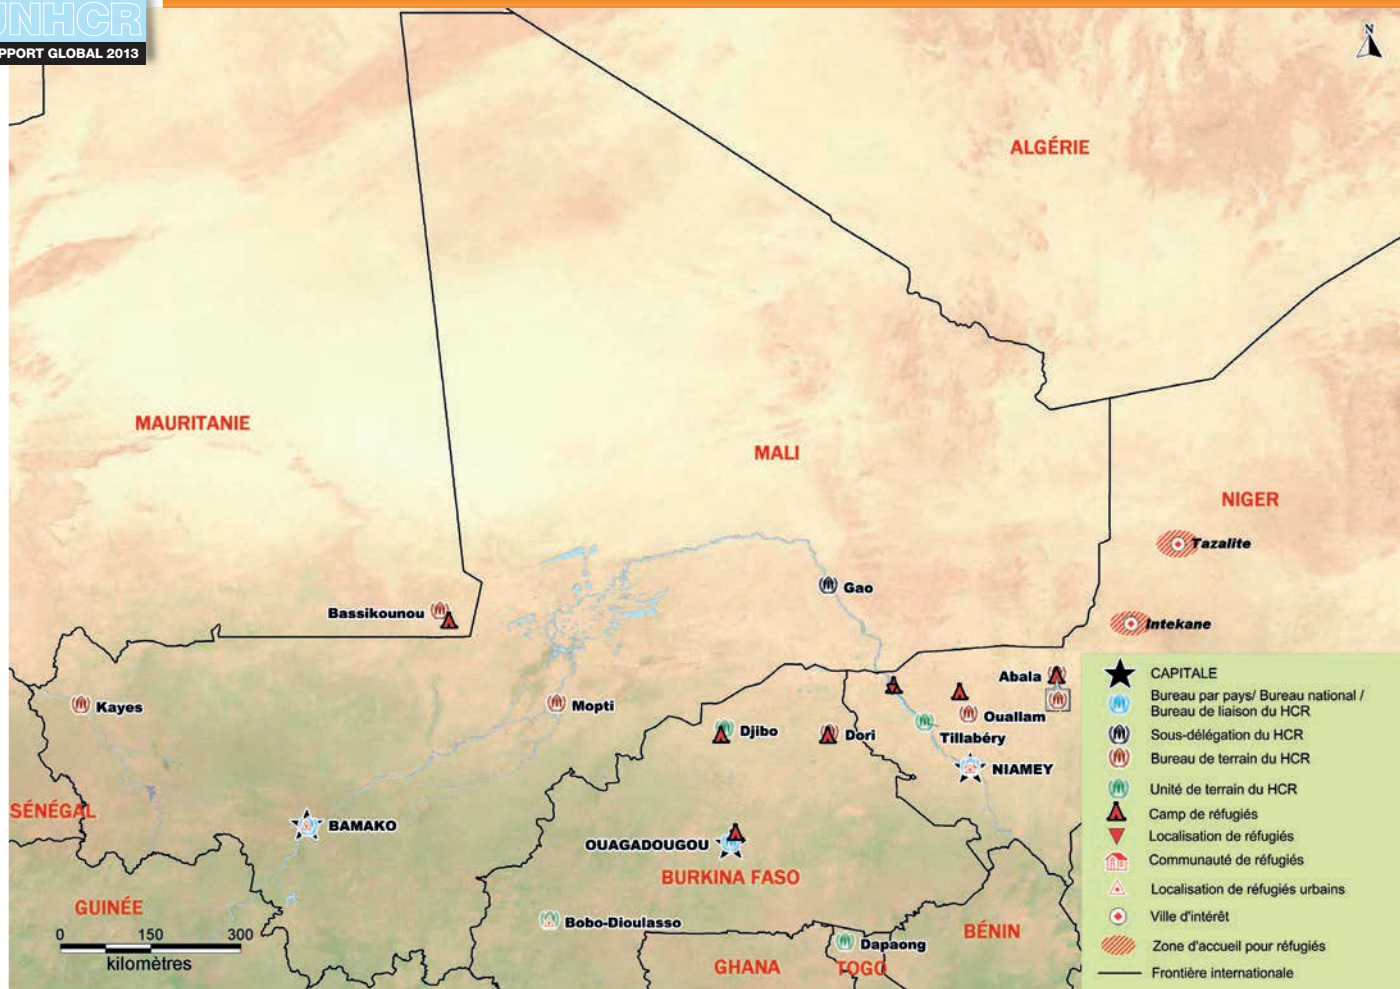 UNHCR
PPORT GLOBAL 2013
N
ALGÉRIE
MAURITANIE
MALI
NIGER
Tazalite
Gao
Bassikounou
Intekane
Abala
Kayes
Mopti
Ouallam
Djibo
Dori
Tillabéry
NIAMEY
SÉNÉGAL
BAMAKO
OUAGADOUGOU
BURKINA FASO
GUINÉE
Bobo-Dioulasso
BÉNIN
Dapaong
GHANA
TOGO
0 150 300
kilomètres
CAPITALE
Bureau par pays/ Bureau national /
Bureau de liaison du HCR
Sous-délégation du HCR
Bureau de terrain du HCR
Unité de terrain du HCR
Camp de réfugiés
Localisation de réfugiés
Communauté de réfugiés
Localisation de réfugiés urbains
Ville d'intérêt
Zone d'accueil pour réfugiés
Frontière internationale